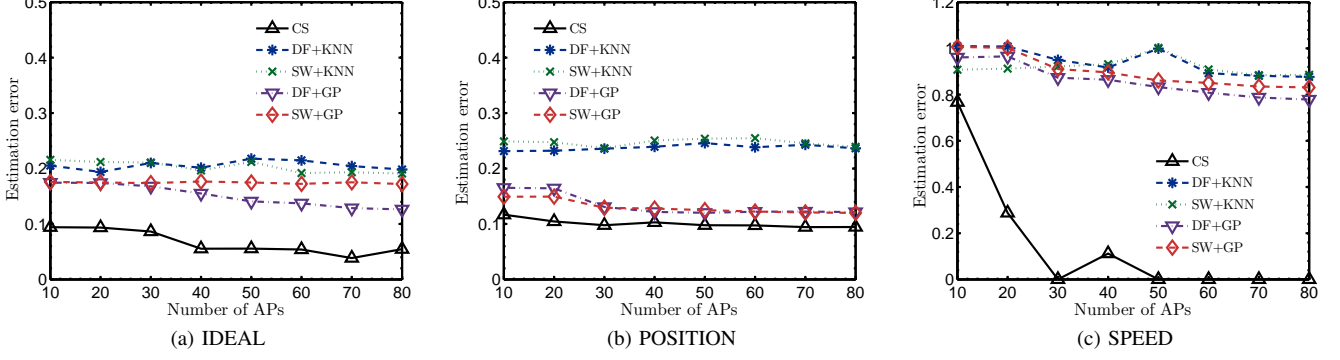 0.5
0.4
0.3
0.2
0.1
0
Estimation error
CS
DF+KNN
SW+KNN
DF+GP
SW+GP
10 20 30 40 50 60 70 80
Number of APs
(a) IDEAL
0.5
0.4
0.3
0.2
0.1
0
Estimation error
CS
DF+KNN
SW+KNN
DF+GP
SW+GP
10 20 30 40 50 60 70 80
Number of APs
(b) POSITION
1.2
1
0.8
0.6
0.4
0.2
0
Estimation error
CS
DF+KNN
SW+KNN
DF+GP
SW+GP
10 20 30 40 50 60 70 80
Number of APs
(c) SPEED